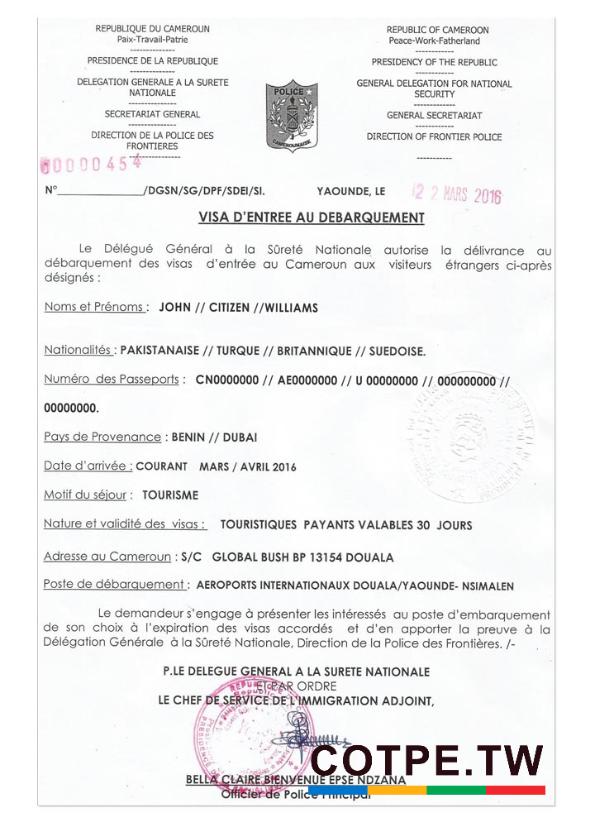 REPUBLIQUE DU CAMEROUN
Paix-Travail-Patrie
-------------
PRESIDENCE DE LA REPUBLIQUE
-------------
DELEGATION GENERALE A LA SURETE
NATIONALE
-------------
SECRETARIAT GENERAL
-------------
DIRECTION DE LA POLICE DES
FRONTIERES
-------------
REPUBLIC OF CAMEROON
Peace-Work-Fatherland
-------------
PRESIDENCY OF THE REPUBLIC
-------------
GENERAL DELEGATION FOR NATIONAL
SECURITY
-------------
GENERAL SECRETARIAT
-------------
DIRECTION OF FRONTIER POLICE
-----------
POLICE
CAMEROUNAISE
00000454
N°_______________/DGSN/SG/DPF/SDEI/SI. YAOUNDE, LE 22 MARS 2016
VISA D'ENTREE AU DEBARQUEMENT
Le Délégué Général à la Sûreté Nationale autorise la délivrance au
débarquement des visas d'entrée au Cameroun aux visiteurs étrangers ci-après
désignés :
Noms et Prénoms : JOHN // CITIZEN //WILLIAMS
Nationalités : PAKISTANAISE // TURQUE // BRITANNIQUE // SUEDOISE.
Numéro des Passeports : CN0000000 // AE0000000 // U 00000000 // 000000000 //
00000000.
Pays de Provenance : BENIN // DUBAI
Date d'arrivée : COURANT MARS / AVRIL 2016
Motif du séjour : TOURISME
Nature et validité des visas : TOURISTIQUES PAYANTS VALABLES 30 JOURS
Adresse au Cameroun : S/C GLOBAL BUSH BP 13154 DOUALA
Poste de débarquement : AEROPORTS INTERNATIONAUX DOUALA/YAOUNDE- NSIMALEN
Le demandeur s'engage à présenter les intéressés au poste d'embarquement
de son choix à l'expiration des visas accordés et d'en apporter la preuve à la
Délégation Générale à la Sûreté Nationale, Direction de la Police des Frontières. /-
P.LE DELEGUE GENERAL A LA SURETE NATIONALE
ET PAR ORDRE
LE CHEF DE SERVICE DE L'IMMIGRATION ADJOINT,
BELLA CLAIRE BIENVENUE EPSE NDZANA
Officier de Police Principal
COTPE.TW